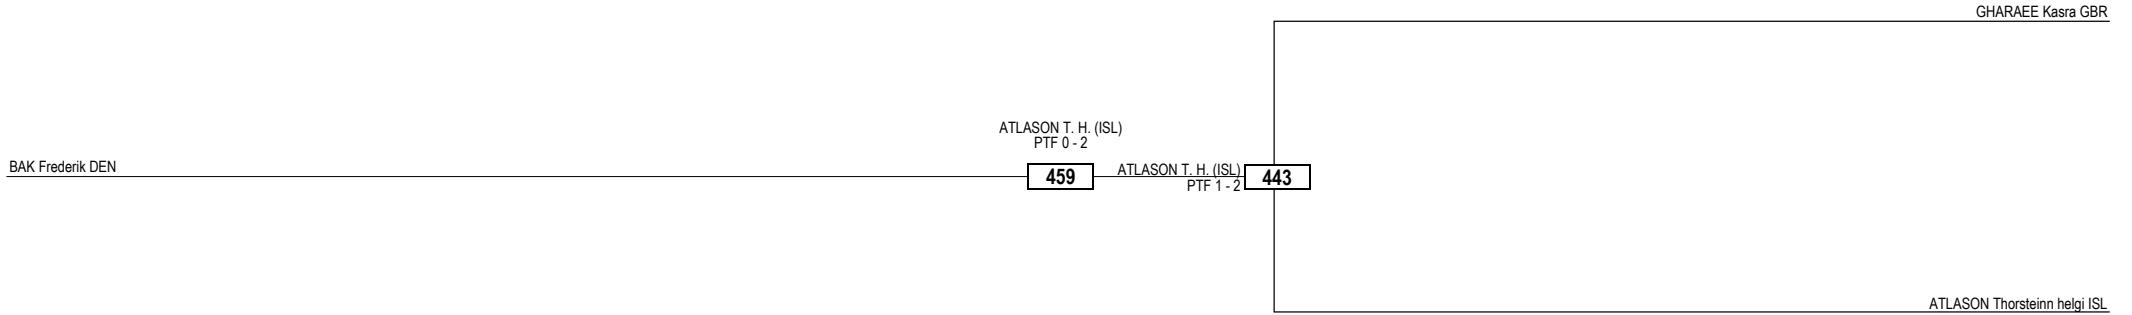 GHARAEE Kasra GBR
ATLASON T. H. (ISL)
PTF 0 - 2
BAK Frederik DEN
459
ATLASON T. H. (ISL)
PTF 1 - 2
443
ATLASON Thorsteinn helgi ISL